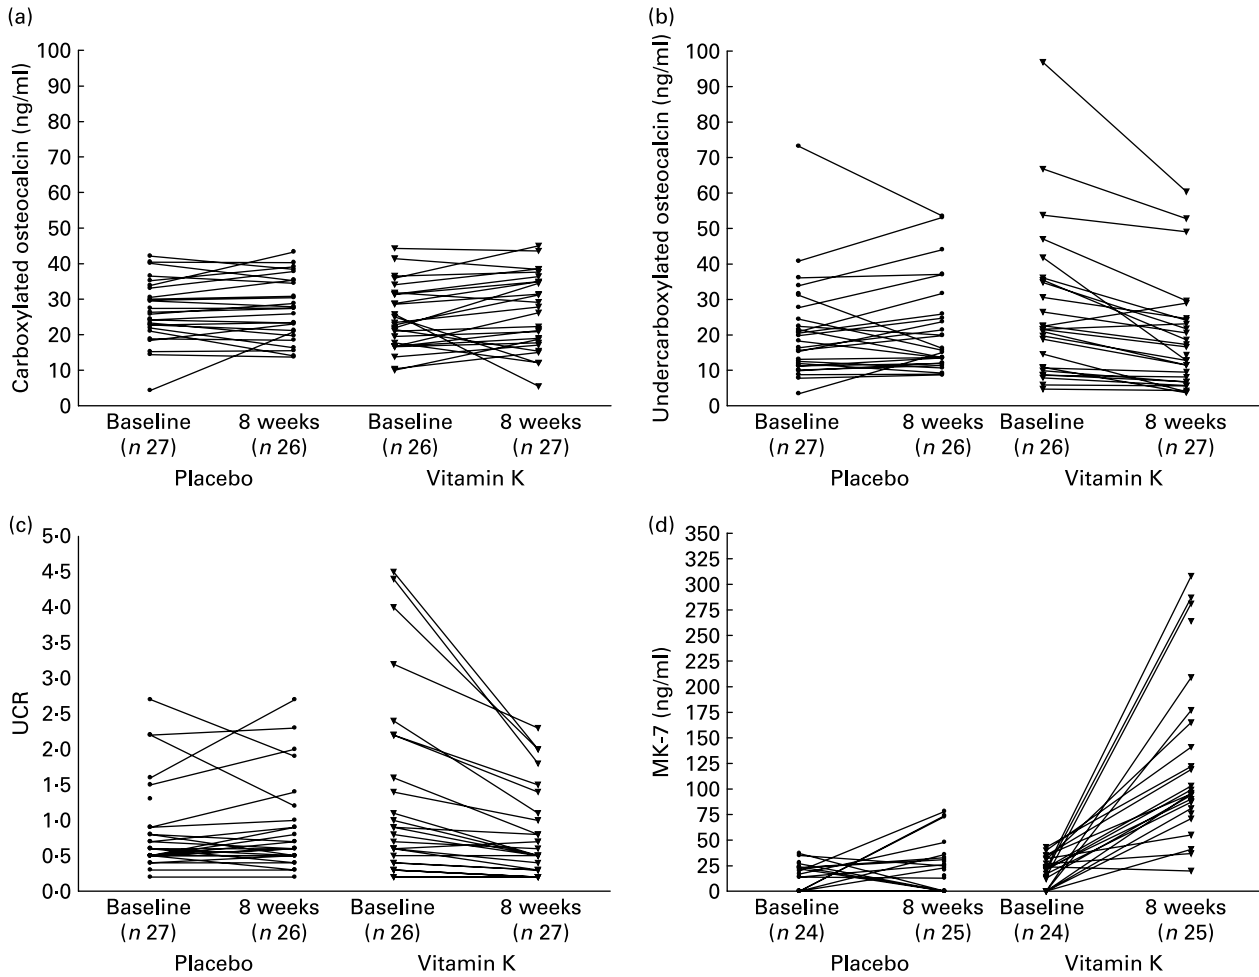 (a)
Carboxylated osteocalcin (ng/ml)
100
90
80
70
60
50
40
30
20
10
0
Baseline 8 weeks Baseline 8 weeks
(n 27) (n 26) (n 26) (n 27)
Placebo Vitamin K
(b)
Undercarboxylated osteocalcin (ng/ml)
100
90
80
70
60
50
40
30
20
10
0
Baseline 8 weeks Baseline 8 weeks
(n 27) (n 26) (n 26) (n 27)
Placebo Vitamin K
(c)
UCR
5·0
4·5
4·0
3·5
3·0
2·5
2·0
1·5
1·0
0·5
0·0
Baseline 8 weeks Baseline 8 weeks
(n 27) (n 26) (n 26) (n 27)
Placebo Vitamin K
(d)
MK-7 (ng/ml)
350
325
300
275
250
225
200
175
150
125
100
75
50
25
0
Baseline 8 weeks Baseline 8 weeks
(n 24) (n 25) (n 24) (n 25)
Placebo Vitamin K